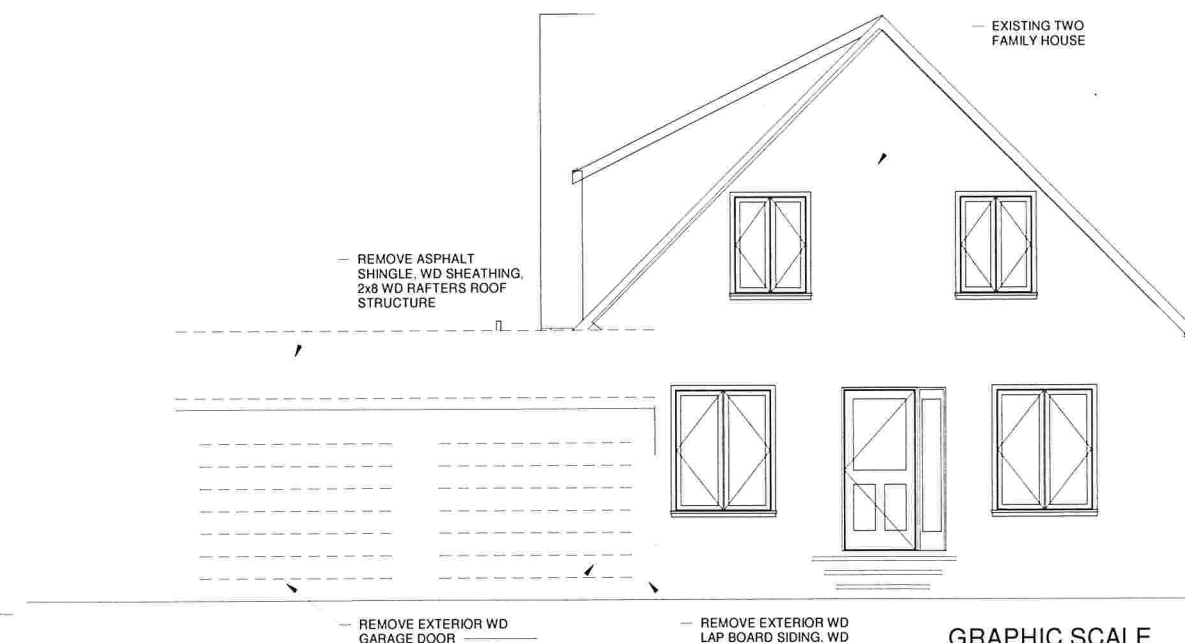 EXISTING TWO
FAMILY HOUSE
REMOVE ASPHALT
SHINGLE, WD SHEATHING,
2x8 WD RAFTERS ROOF
STRUCTURE
REMOVE EXTERIOR WD
GARAGE DOOR
REMOVE EXTERIOR WD
LAP BOARD SIDING. WD
GRAPHIC SCALE